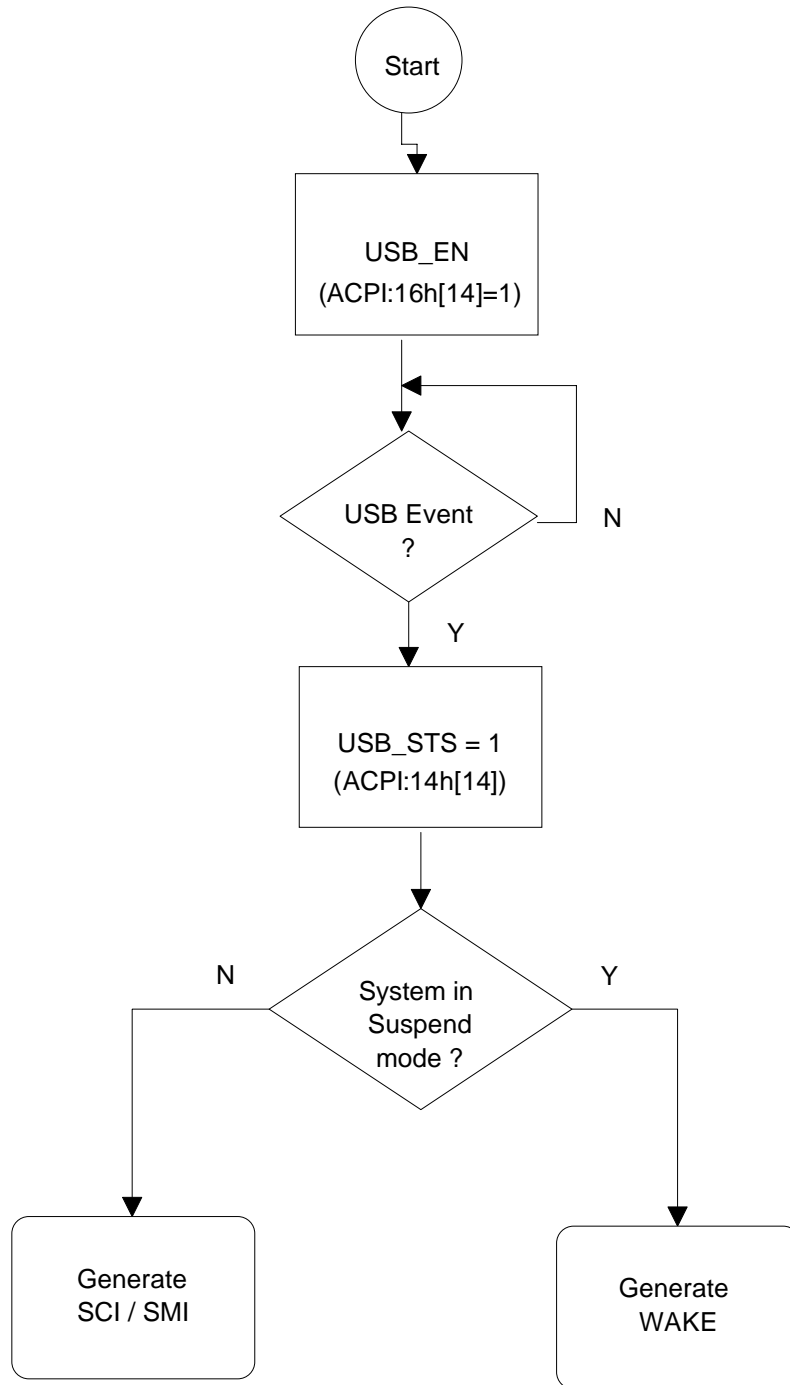 Start
USB_EN
(ACPI:16h[14]=1)
USB Event
?
N
Y
USB_STS = 1
(ACPI:14h[14])
N
Y
System in
Suspend
mode ?
Generate
SCI / SMI
Generate
WAKE